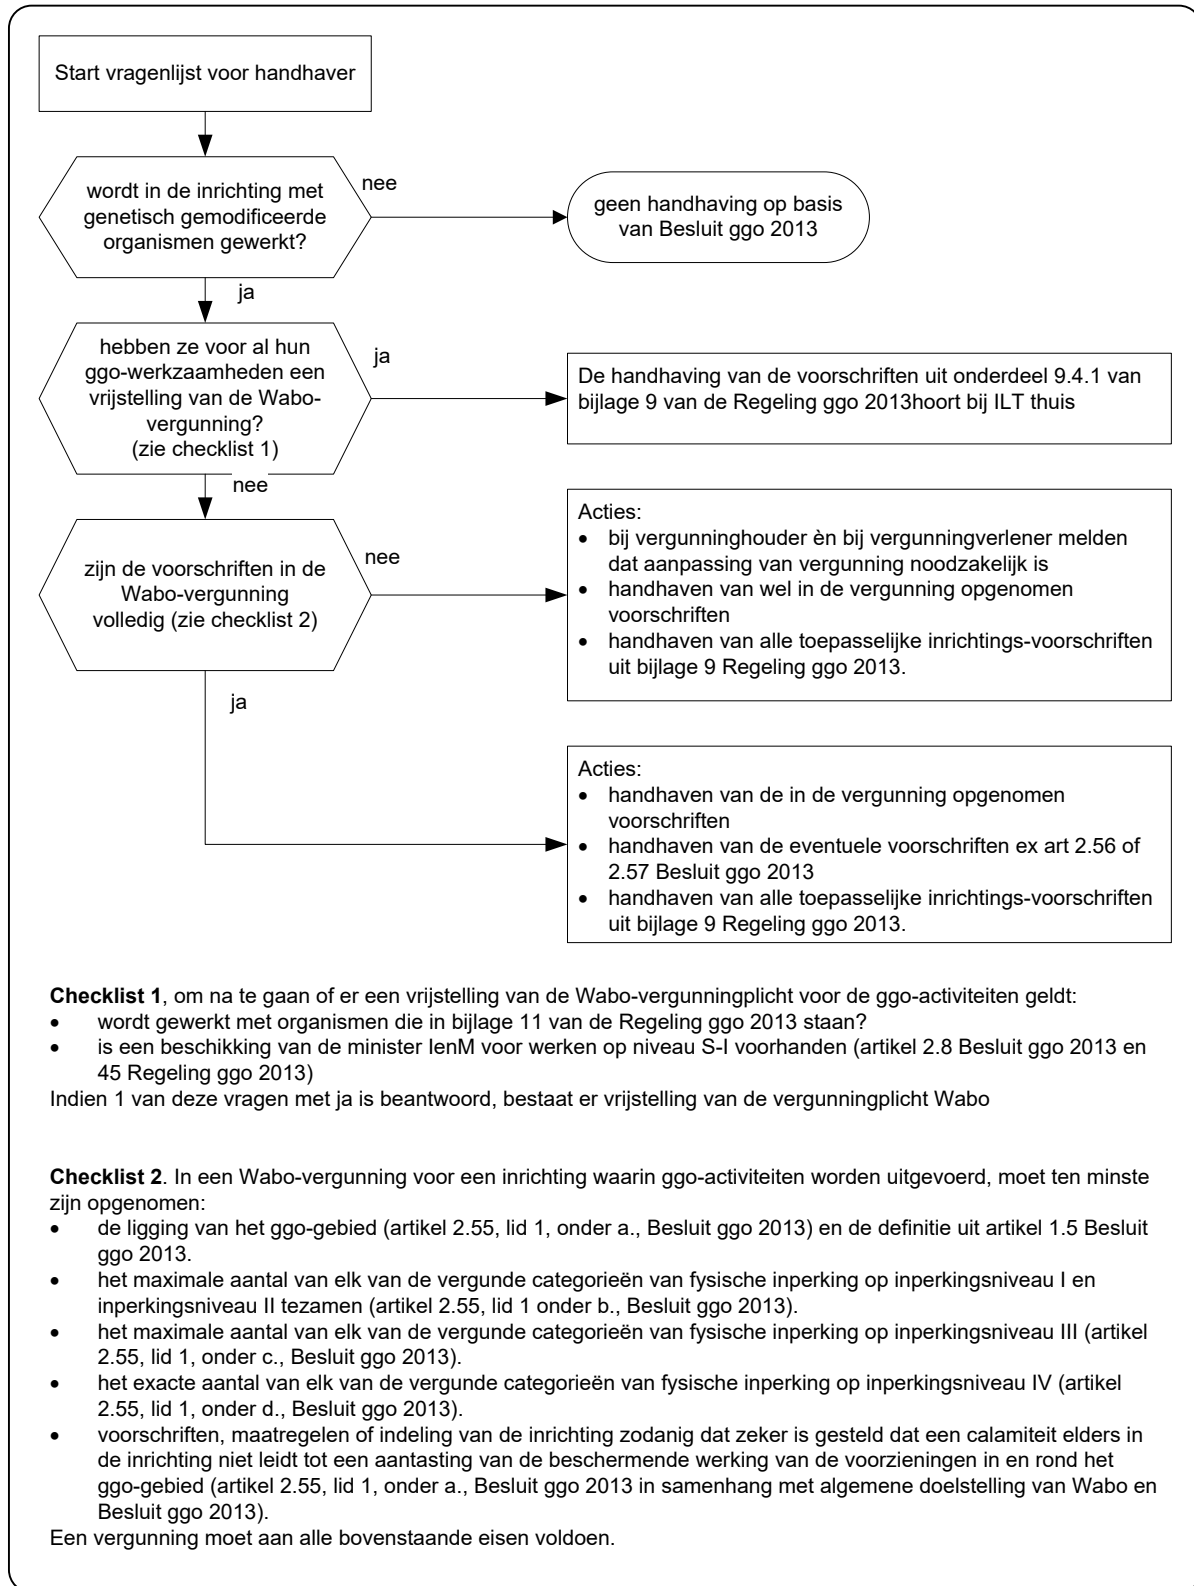 Start vragenlijst voor handhaver
wordt in de inrichting met
genetisch gemodificeerde
organismen gewerkt?
nee
geen handhaving op basis
van Besluit ggo 2013
ja
hebben ze voor al hun
ggo-werkzaamheden een
vrijstelling van de Wabo-
vergunning?
(zie checklist 1)
ja
De handhaving van de voorschriften uit onderdeel 9.4.1 van
bijlage 9 van de Regeling ggo 2013hoort bij ILT thuis
nee
zijn de voorschriften in de
Wabo-vergunning
volledig (zie checklist 2)
nee
Acties:
• bij vergunninghouder èn bij vergunningverlener melden
dat aanpassing van vergunning noodzakelijk is
• handhaven van wel in de vergunning opgenomen
voorschriften
• handhaven van alle toepasselijke inrichtings-voorschriften
uit bijlage 9 Regeling ggo 2013.
ja
Acties:
• handhaven van de in de vergunning opgenomen
voorschriften
• handhaven van de eventuele voorschriften ex art 2.56 of
2.57 Besluit ggo 2013
• handhaven van alle toepasselijke inrichtings-voorschriften
uit bijlage 9 Regeling ggo 2013.
Checklist 1, om na te gaan of er een vrijstelling van de Wabo-vergunningplicht voor de ggo-activiteiten geldt:
• wordt gewerkt met organismen die in bijlage 11 van de Regeling ggo 2013 staan?
• is een beschikking van de minister IenM voor werken op niveau S-I voorhanden (artikel 2.8 Besluit ggo 2013 en
45 Regeling ggo 2013)
Indien 1 van deze vragen met ja is beantwoord, bestaat er vrijstelling van de vergunningplicht Wabo
Checklist 2. In een Wabo-vergunning voor een inrichting waarin ggo-activiteiten worden uitgevoerd, moet ten minste
zijn opgenomen:
• de ligging van het ggo-gebied (artikel 2.55, lid 1, onder a., Besluit ggo 2013) en de definitie uit artikel 1.5 Besluit
ggo 2013.
• het maximale aantal van elk van de vergunde categorieën van fysische inperking op inperkingsniveau I en
inperkingsniveau II tezamen (artikel 2.55, lid 1 onder b., Besluit ggo 2013).
• het maximale aantal van elk van de vergunde categorieën van fysische inperking op inperkingsniveau III (artikel
2.55, lid 1, onder c., Besluit ggo 2013).
• het exacte aantal van elk van de vergunde categorieën van fysische inperking op inperkingsniveau IV (artikel
2.55, lid 1, onder d., Besluit ggo 2013).
• voorschriften, maatregelen of indeling van de inrichting zodanig dat zeker is gesteld dat een calamiteit elders in
de inrichting niet leidt tot een aantasting van de beschermende werking van de voorzieningen in en rond het
ggo-gebied (artikel 2.55, lid 1, onder a., Besluit ggo 2013 in samenhang met algemene doelstelling van Wabo en
Besluit ggo 2013).
Een vergunning moet aan alle bovenstaande eisen voldoen.